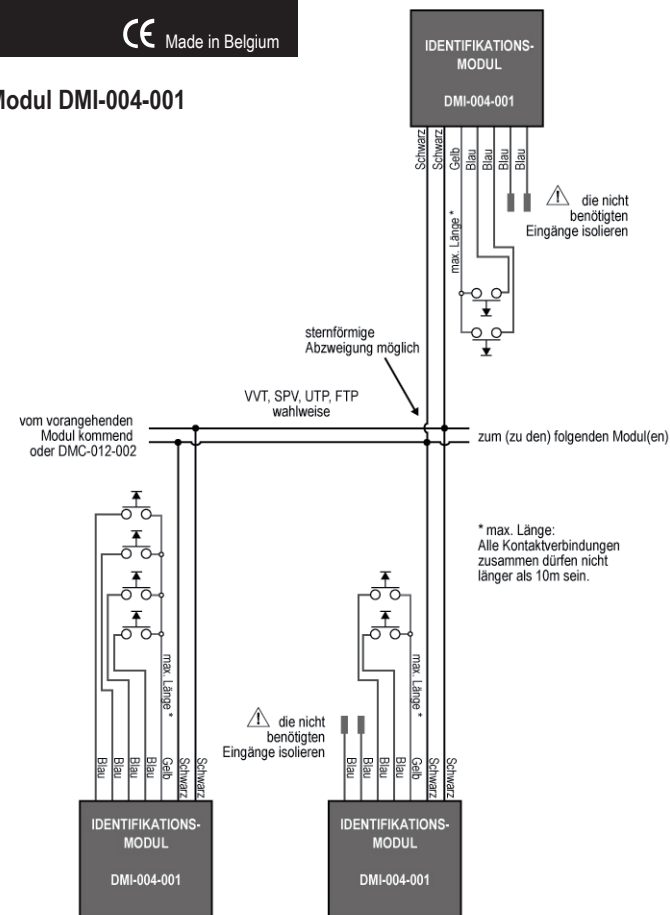 CE Made in Belgium
Modul DMI-004-001
IDENTIFIKATIONS-
MODUL
DMI-004-001
Schwarz
Schwarz
Gelb
Blau
Blau
Blau
Blau
max. Länge *
⚠ die nicht
benötigten
Eingänge isolieren
sternförmige
Abzweigung möglich
VVT, SPV, UTP, FTP
wahlweise
vom vorangehenden
Modul kommend
oder DMC-012-002
zum (zu den) folgenden Modul(en)
* max. Länge:
Alle Kontaktverbindungen
zusammen dürfen nicht
länger als 10m sein.
max. Länge *
Blau
Blau
Blau
Blau
Gelb
Schwarz
Schwarz
IDENTIFIKATIONS-
MODUL
DMI-004-001
⚠ die nicht
benötigten
Eingänge isolieren
max. Länge *
Blau
Blau
Blau
Blau
Gelb
Schwarz
Schwarz
IDENTIFIKATIONS-
MODUL
DMI-004-001